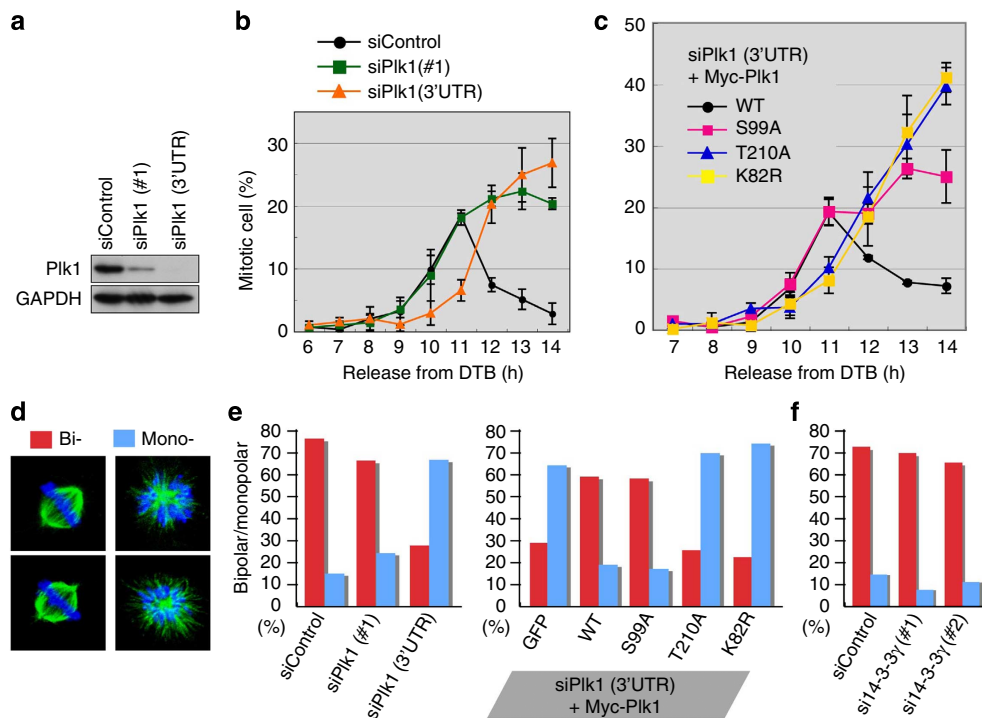 a
siControl
siPlk1 (#1)
siPlk1 (3'UTR)
Plk1
GAPDH
b
siControl
siPlk1(#1)
siPlk1(3'UTR)
Mitotic cell (%)
30
20
10
0
6 7 8 9 10 11 12 13 14
Release from DTB (h)
c
siPlk1 (3'UTR)
+ Myc-Plk1
WT
S99A
T210A
K82R
50
40
30
20
10
0
7 8 9 10 11 12 13 14
Release from DTB (h)
d
Bi- Mono-
e
Bipolar/monopolar
80
70
60
50
40
30
20
10
0
(%)
siControl
siPlk1 (#1)
siPlk1 (3'UTR)
80
70
60
50
40
30
20
10
0
(%)
GFP
WT
S99A
T210A
K82R
siPlk1 (3'UTR)
+ Myc-Plk1
f
80
70
60
50
40
30
20
10
0
(%)
siControl
si14-3-3γ (#1)
si14-3-3γ (#2)